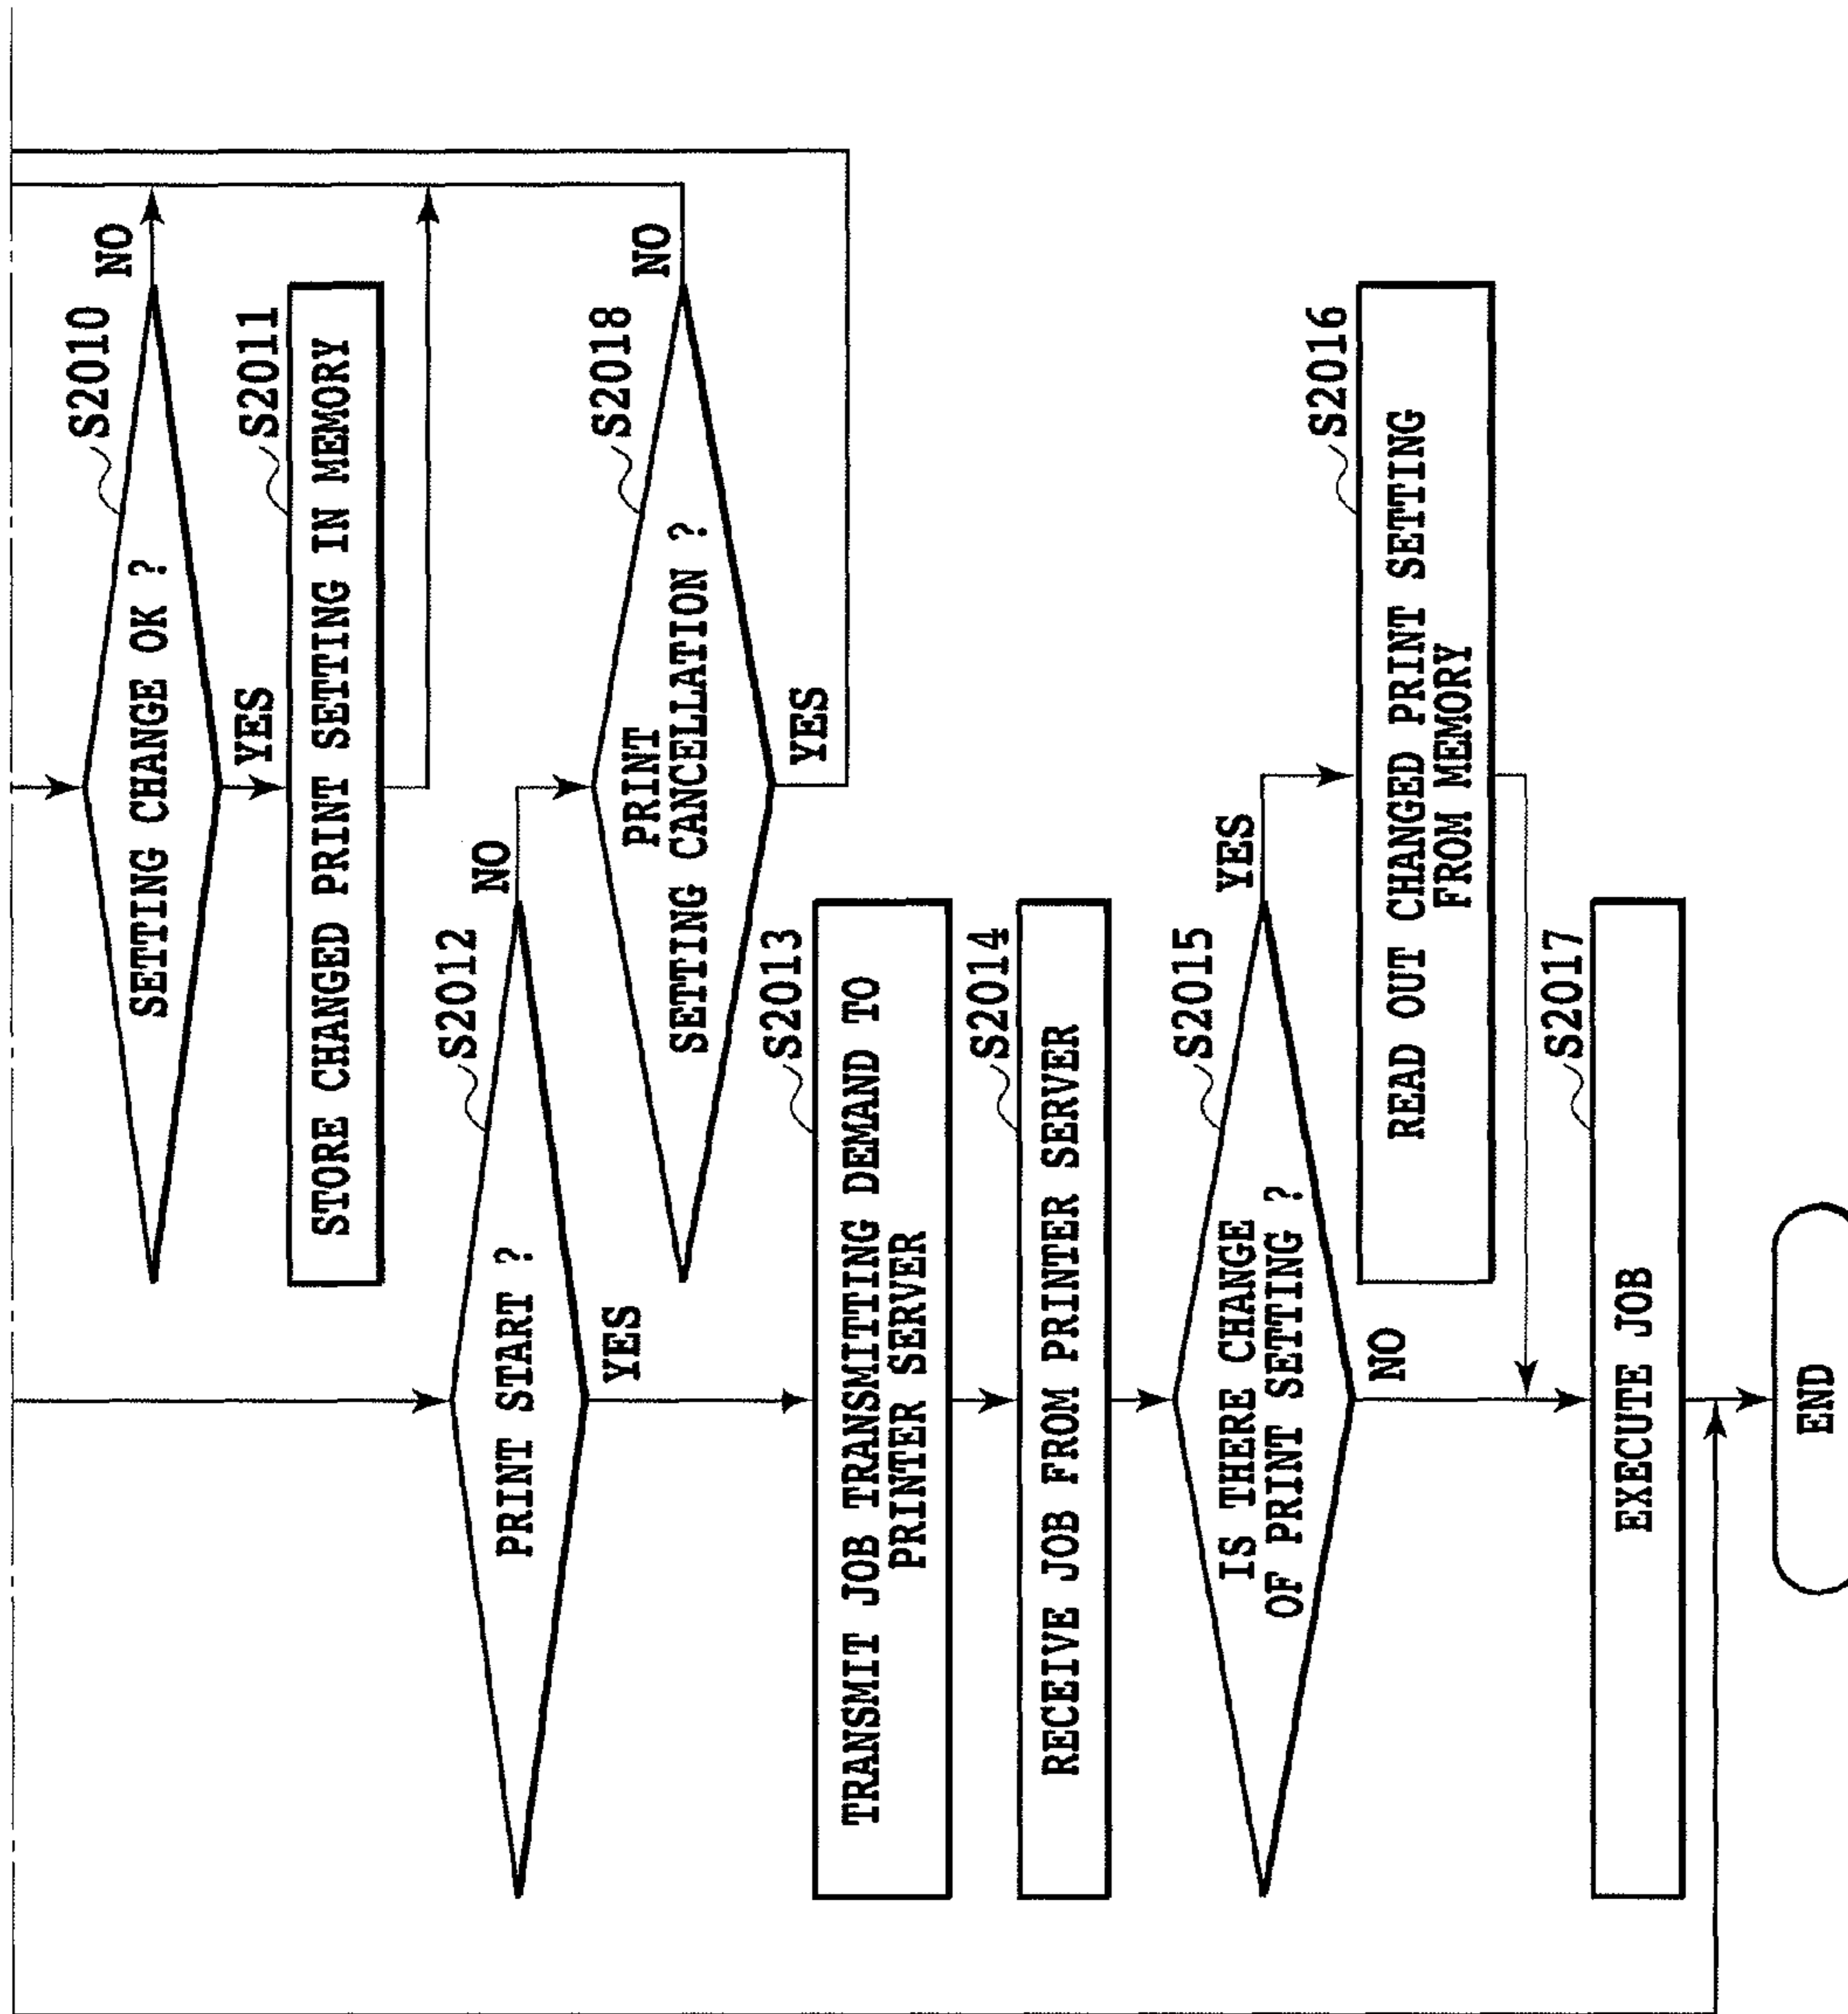 S2010
SETTING CHANGE OK ?
NO
YES
S2011
STORE CHANGED PRINT SETTING IN MEMORY
S2012
PRINT START ?
NO
YES
S2018
PRINT
SETTING CANCELLATION ?
NO
YES
S2013
TRANSMIT JOB TRANSMITTING DEMAND TO
PRINTER SERVER
S2014
RECEIVE JOB FROM PRINTER SERVER
S2015
IS THERE CHANGE
OF PRINT SETTING ?
YES
NO
S2016
READ OUT CHANGED PRINT SETTING
FROM MEMORY
S2017
EXECUTE JOB
END